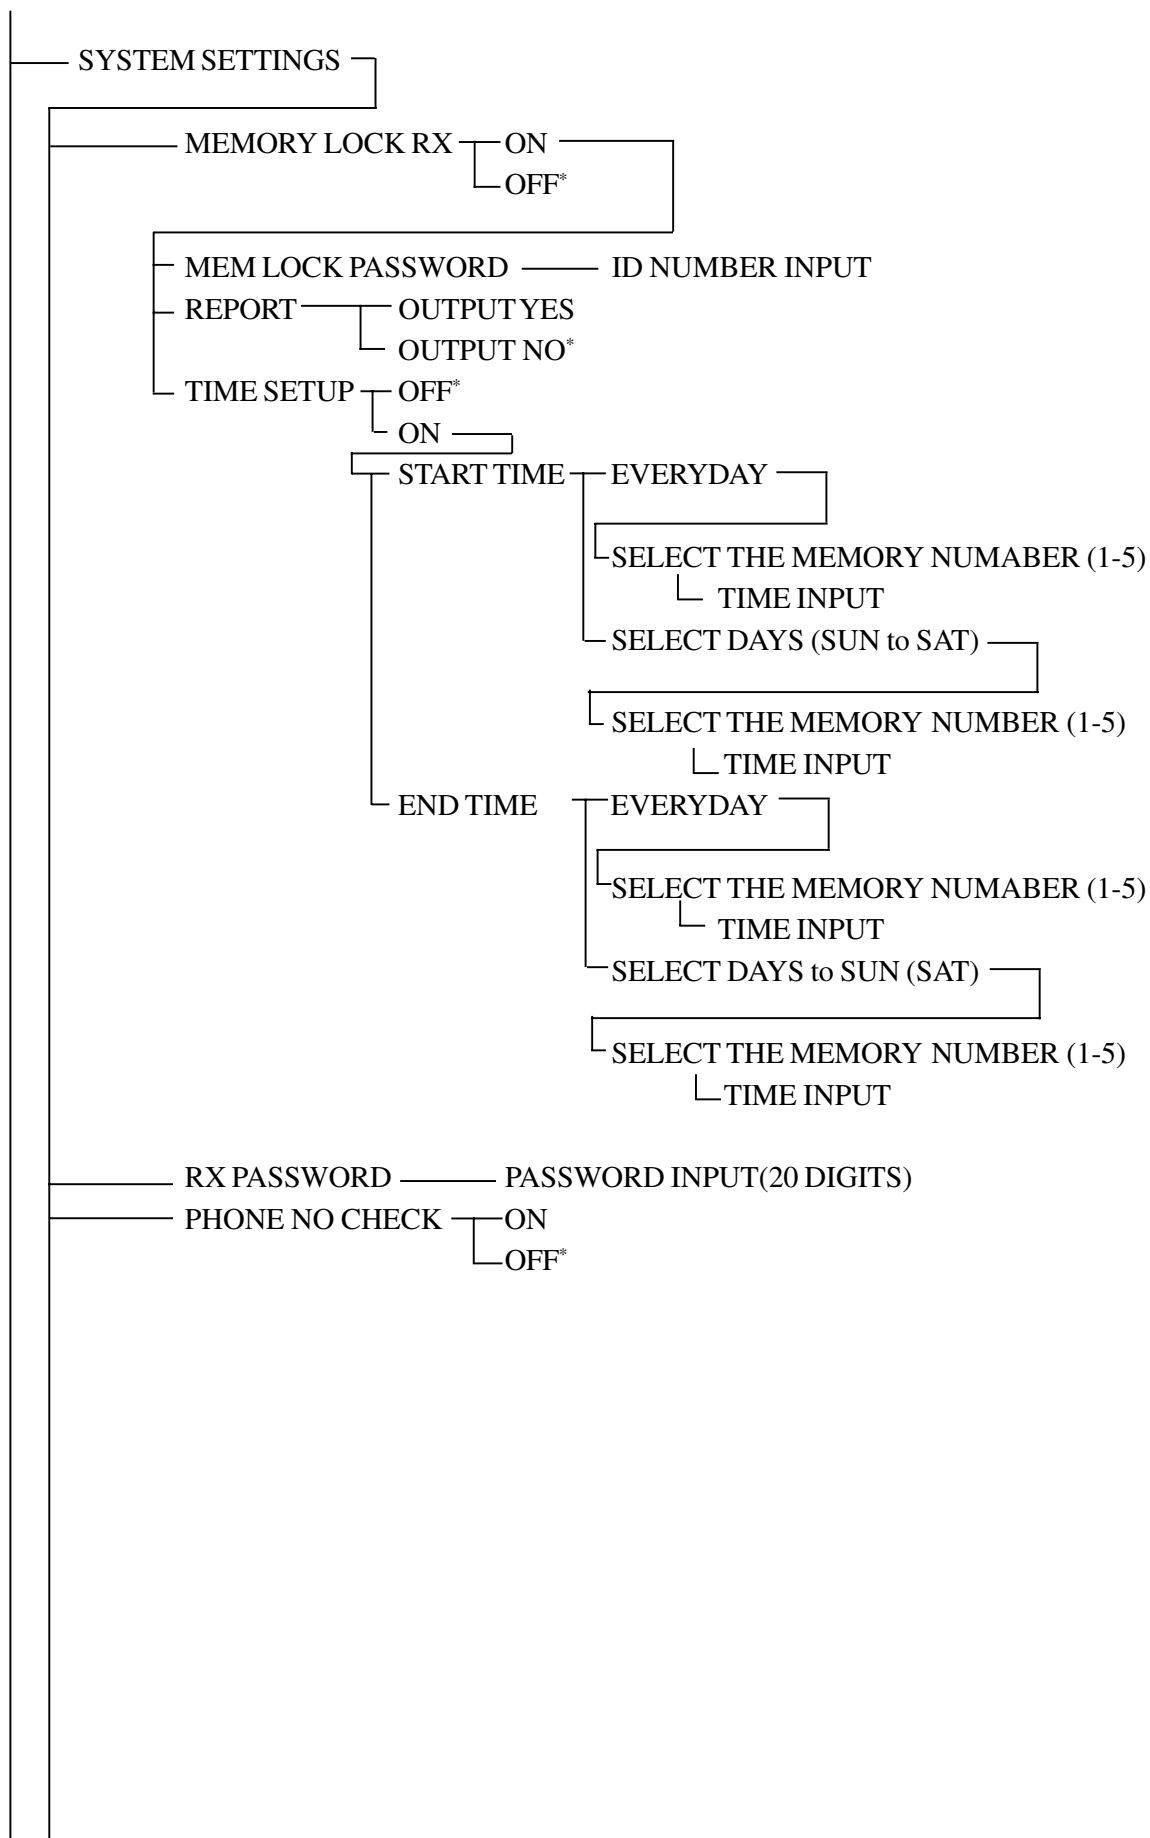 SYSTEM SETTINGS
MEMORY LOCK RX ON
OFF*
MEM LOCK PASSWORD ID NUMBER INPUT
REPORT OUTPUT YES
OUTPUT NO*
TIME SETUP OFF*
ON
START TIME EVERYDAY
SELECT THE MEMORY NUMABER (1-5)
TIME INPUT
SELECT DAYS (SUN to SAT)
SELECT THE MEMORY NUMBER (1-5)
TIME INPUT
END TIME EVERYDAY
SELECT THE MEMORY NUMABER (1-5)
TIME INPUT
SELECT DAYS to SUN (SAT)
SELECT THE MEMORY NUMBER (1-5)
TIME INPUT
RX PASSWORD PASSWORD INPUT(20 DIGITS)
PHONE NO CHECK ON
OFF*